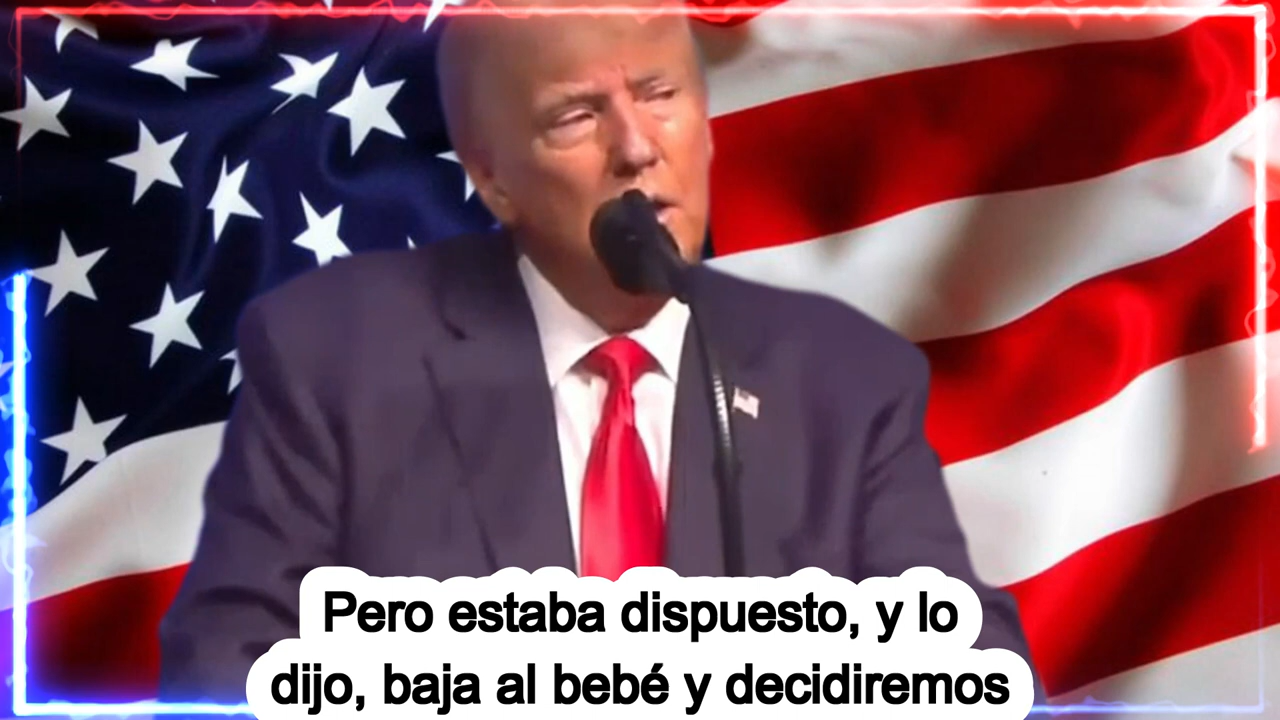 Pero estaba dispuesto, y lo
dijo, baja al bebé y decidiremos